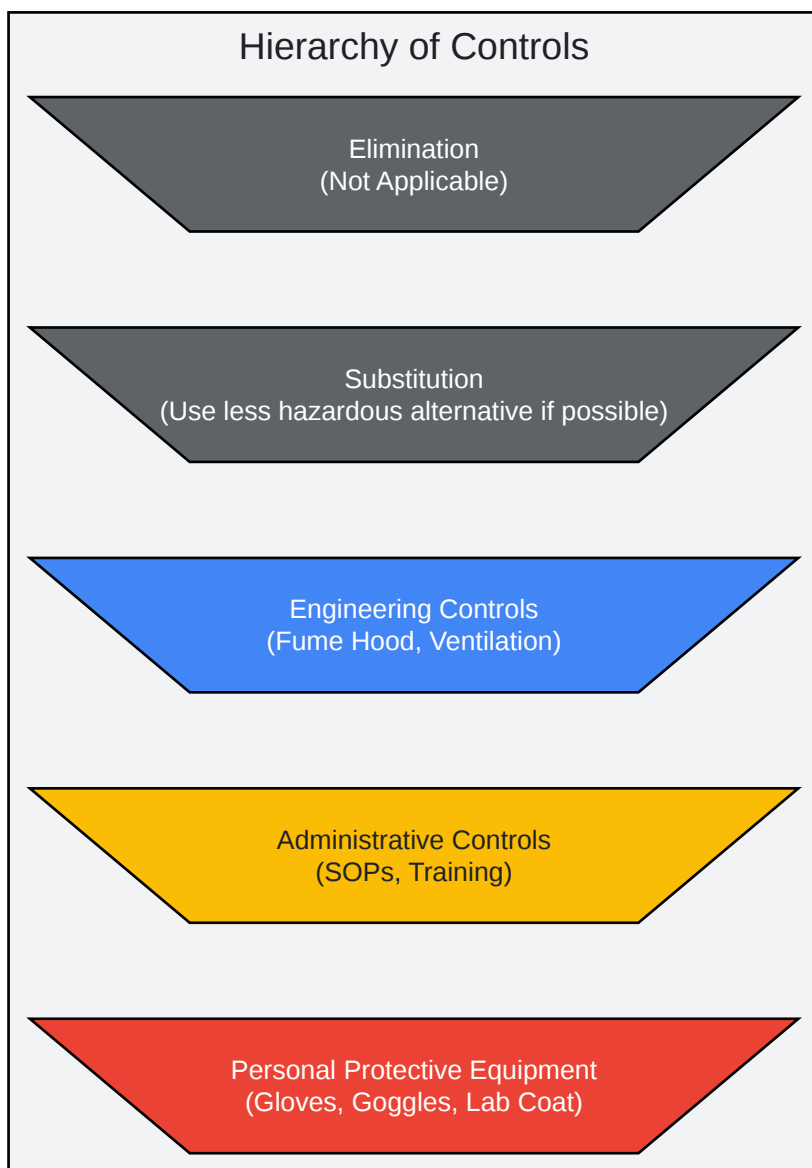 Hierarchy of Controls
Elimination
(Not Applicable)
Substitution
(Use less hazardous alternative if possible)
Engineering Controls
(Fume Hood, Ventilation)
Administrative Controls
(SOPs, Training)
Personal Protective Equipment
(Gloves, Goggles, Lab Coat)